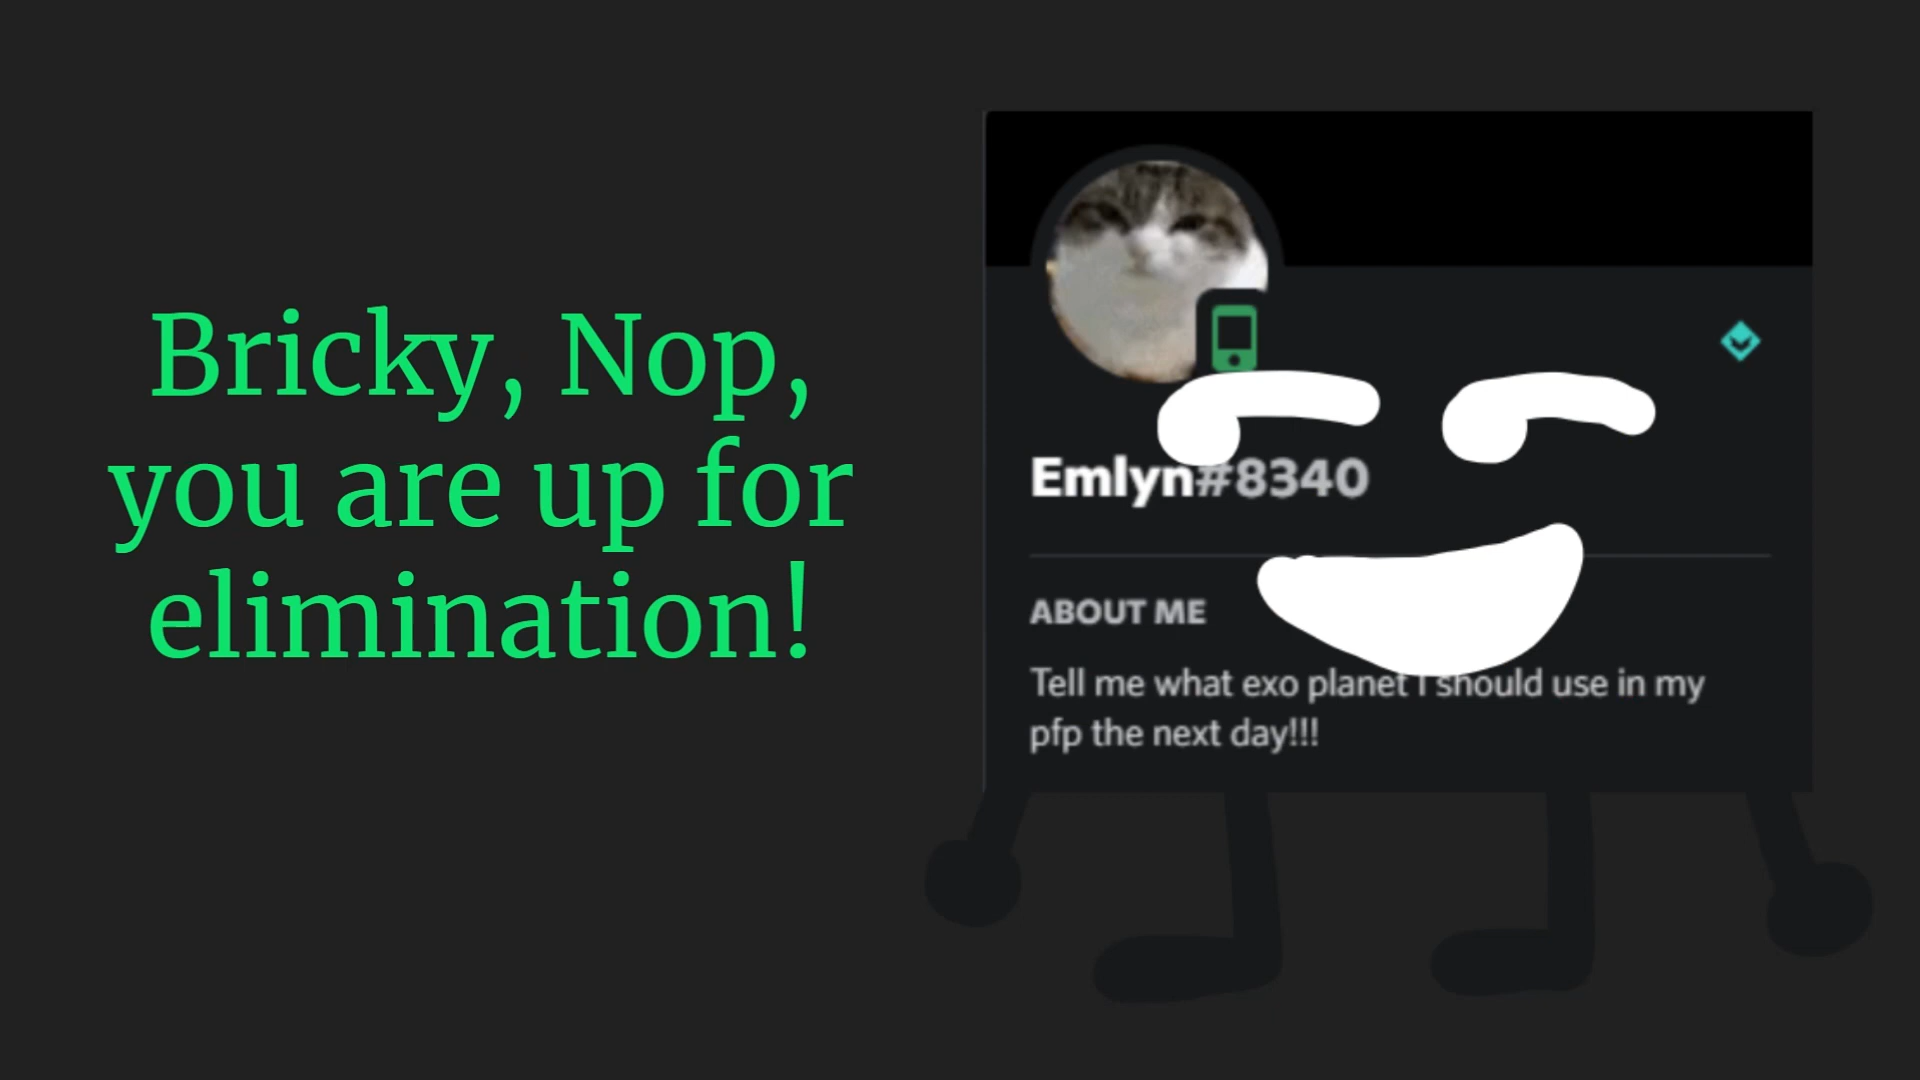 Bricky, Nop,
you are up for
elimination!
Emlyn#8340
ABOUT ME
Tell me what exo planet I should use in my
pfp the next day!!!